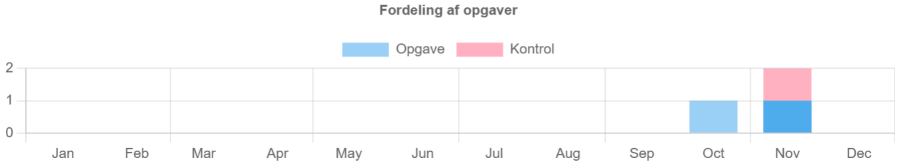 Fordeling af opgaver
Opgave Kontrol
2
1
0
Jan Feb Mar Apr May Jun Jul Aug Sep Oct Nov Dec